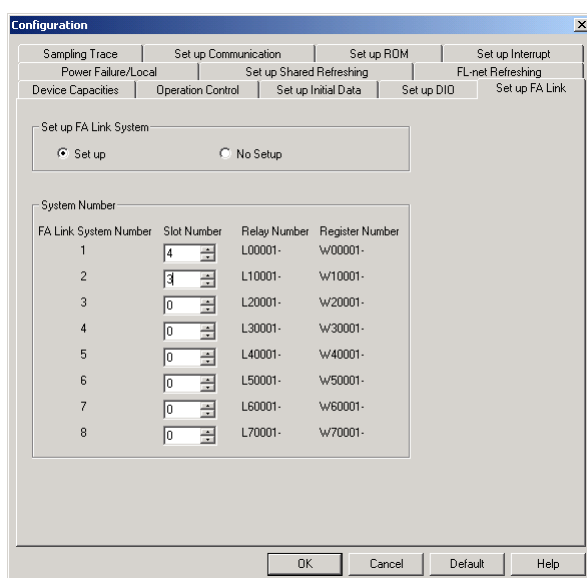 Configuration
Sampling Trace Set up Communication Set up ROM Set up Interrupt
Power Failure/Local Set up Shared Refreshing FL-net Refreshing
Device Capacities Operation Control Set up Initial Data Set up DIO Set up FA Link
Set up FA Link System
Set up No Setup
System Number
FA Link System Number Slot Number Relay Number Register Number
1 4 L00001- W00001-
2 3 L10001- W10001-
3 0 L20001- W20001-
4 0 L30001- W30001-
5 0 L40001- W40001-
6 0 L50001- W50001-
7 0 L60001- W60001-
8 0 L70001- W70001-
OK Cancel Default Help